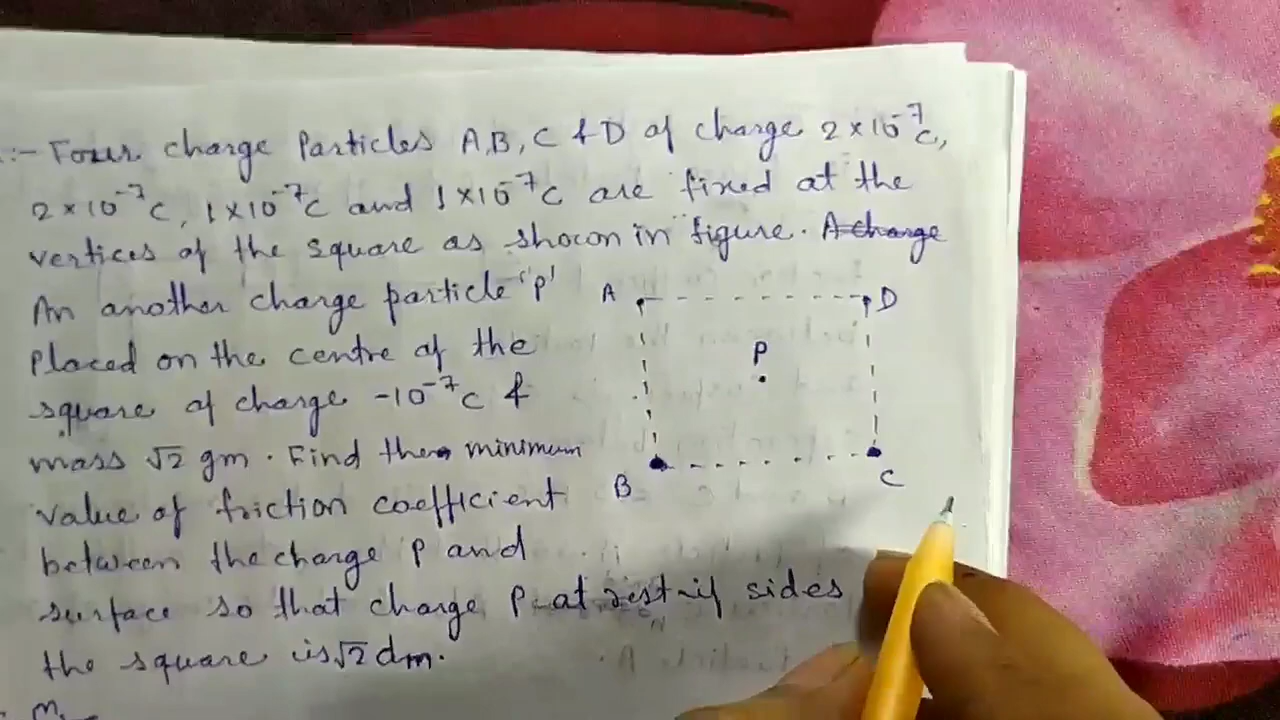 :- Four charge Particles A,B, C & D of charge 2×10⁻⁷c,
2×10⁻⁷c, 1×10⁻⁷c and 1×10⁻⁷c are fixed at the
vertices of the square as shown in figure. A charge
An another charge particle 'p'
placed on the centre of the
square of charge -10⁻⁷c &
mass √2 gm. Find the minimum
value of friction coefficient
between the charge p and
surface so that charge p at rest if sides
the square is √2 dm.
A
D
P
B
C